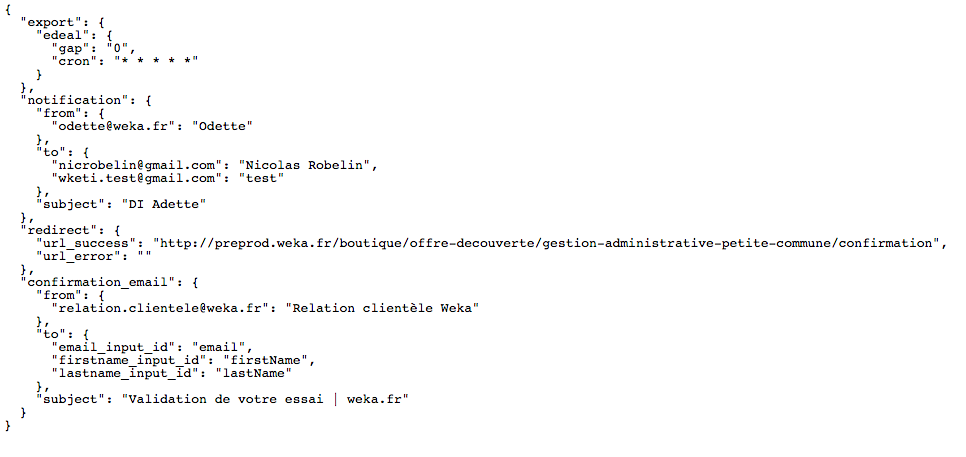 {
  "export": {
    "edeal": {
      "gap": "0",
      "cron": "* * * * *"
    }
  },
  "notification": {
    "from": {
      "odette@weka.fr": "Odette"
    },
    "to": {
      "nicrobelin@gmail.com": "Nicolas Robelin",
      "wketi.test@gmail.com": "test"
    },
    "subject": "DI Adette"
  },
  "redirect": {
    "url_success": "http://preprod.weka.fr/boutique/offre-decouverte/gestion-administrative-petite-commune/confirmation",
    "url_error": ""
  },
  "confirmation_email": {
    "from": {
      "relation.clientele@weka.fr": "Relation clientèle Weka"
    },
    "to": {
      "email_input_id": "email",
      "firstname_input_id": "firstName",
      "lastname_input_id": "lastName"
    },
    "subject": "Validation de votre essai | weka.fr"
  }
}